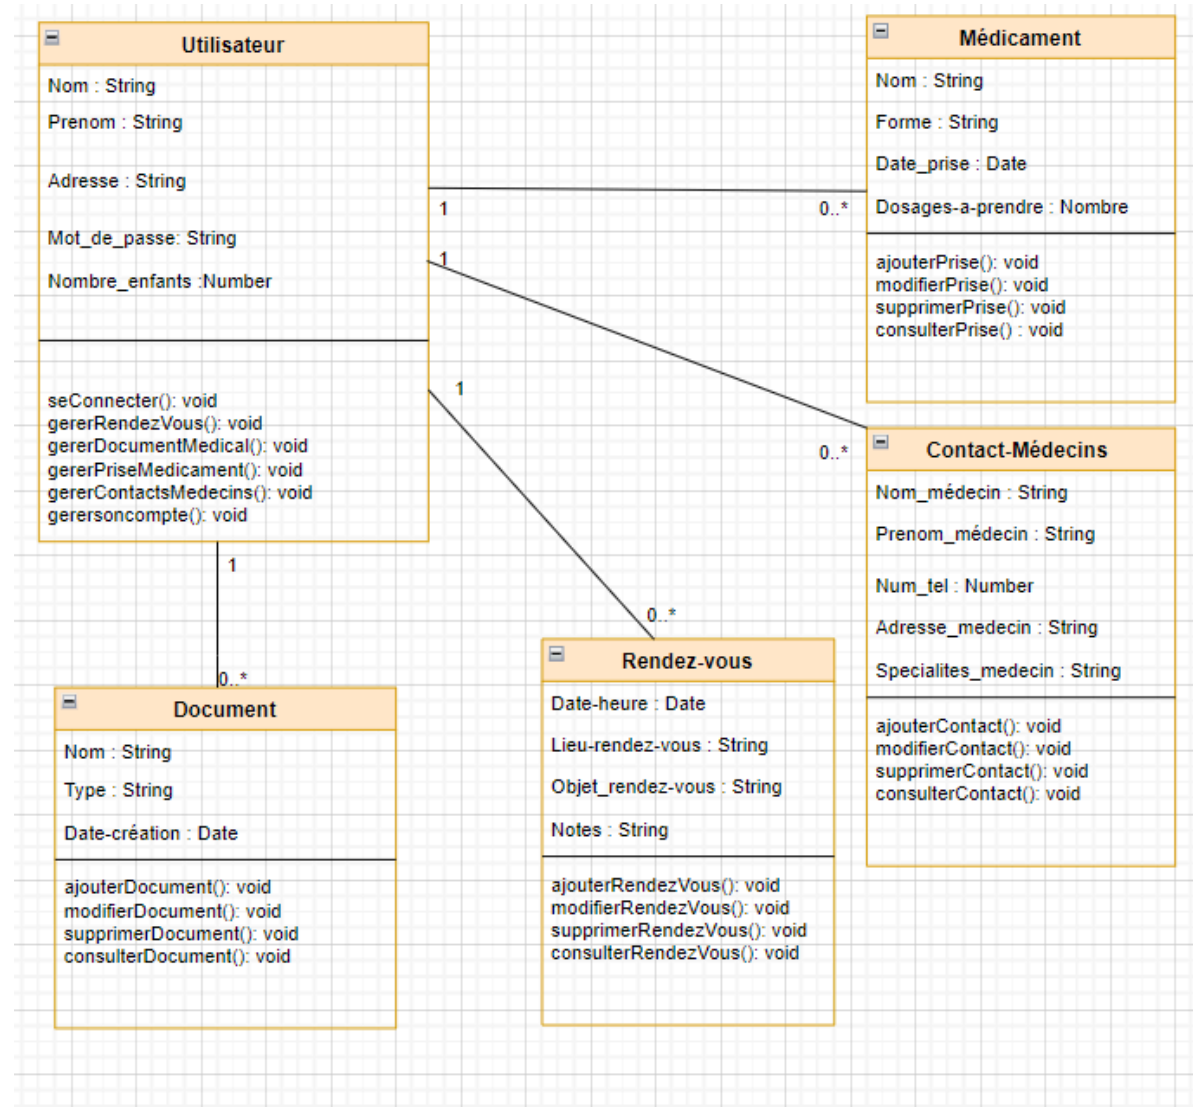 Utilisateur
Nom : String
Prenom : String
Adresse : String
Mot_de_passe: String
Nombre_enfants :Number
seConnecter(): void
gererRendezVous(): void
gererDocumentMedical(): void
gererPriseMedicament(): void
gererContactsMedecins(): void
gerersoncompte(): void
1
0..*
1
1
0..*
1
0..*
0..*
Médicament
Nom : String
Forme : String
Date_prise : Date
Dosages-a-prendre : Nombre
ajouterPrise(): void
modifierPrise(): void
supprimerPrise(): void
consulterPrise() : void
Contact-Médecins
Nom_médecin : String
Prenom_médecin : String
Num_tel : Number
Adresse_medecin : String
Specialites_medecin : String
ajouterContact(): void
modifierContact(): void
supprimerContact(): void
consulterContact(): void
Document
Nom : String
Type : String
Date-création : Date
ajouterDocument(): void
modifierDocument(): void
supprimerDocument(): void
consulterDocument(): void
Rendez-vous
Date-heure : Date
Lieu-rendez-vous : String
Objet_rendez-vous : String
Notes : String
ajouterRendezVous(): void
modifierRendezVous(): void
supprimerRendezVous(): void
consulterRendezVous(): void